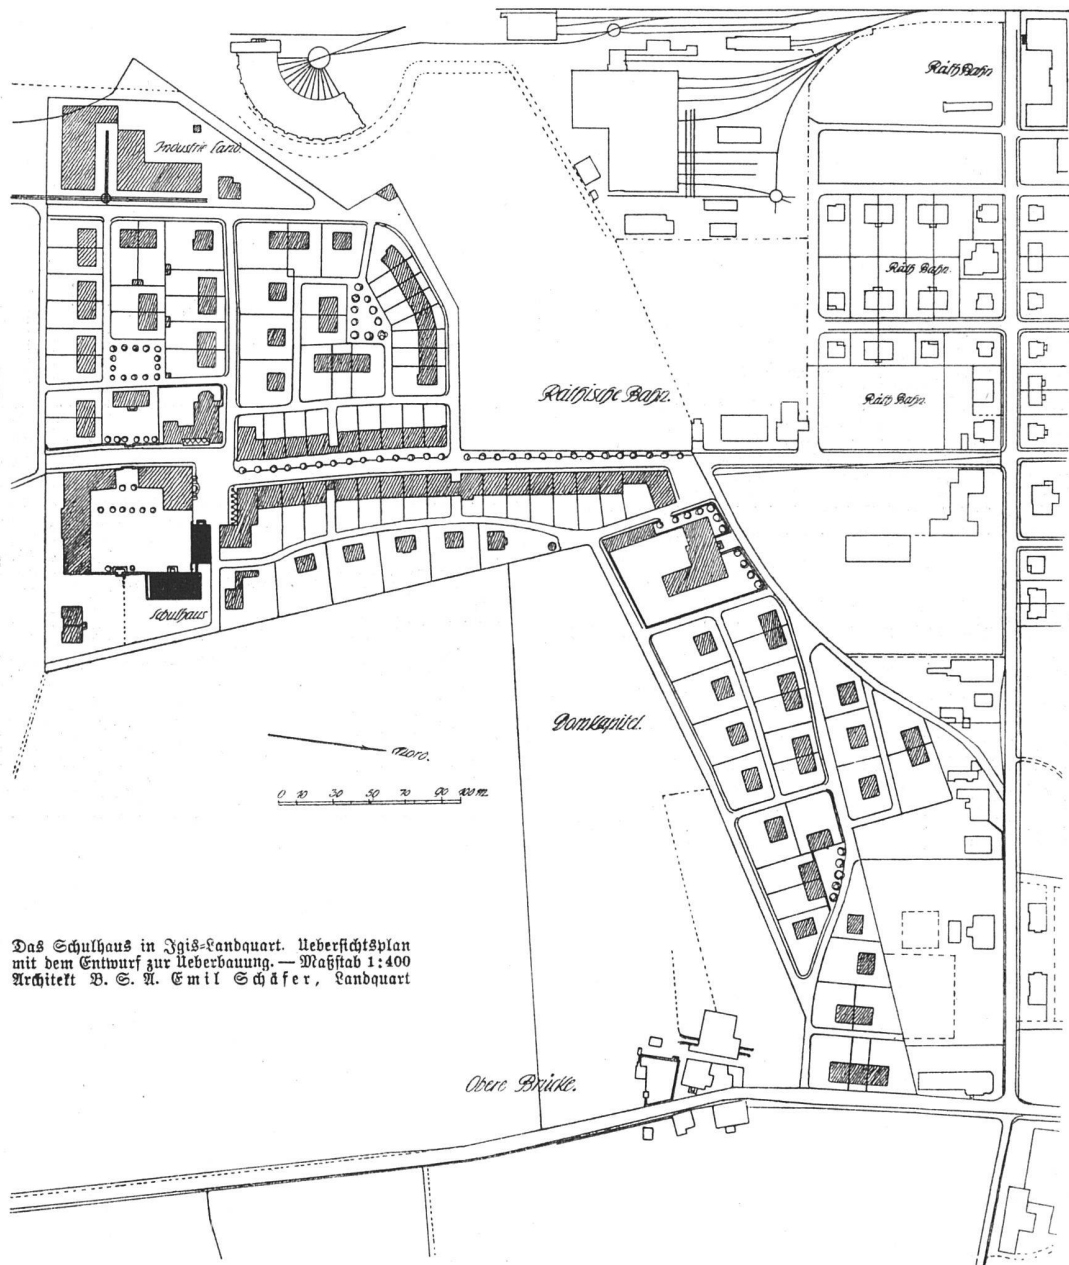 Räth Bahn
Industrie Land.
Räth Bahn.
Rhätische Bahn.
Räth Bahn.
Schulhaus
Domkapitel.
Nord.
0 10 30 50 70 90 100 m
Das Schulhaus in Igis-Landquart. Uebersichtsplan
mit dem Entwurf zur Ueberbauung. — Maßstab 1:400
Architekt B. S. A. Emil Schäfer, Landquart
Obere Brücke.